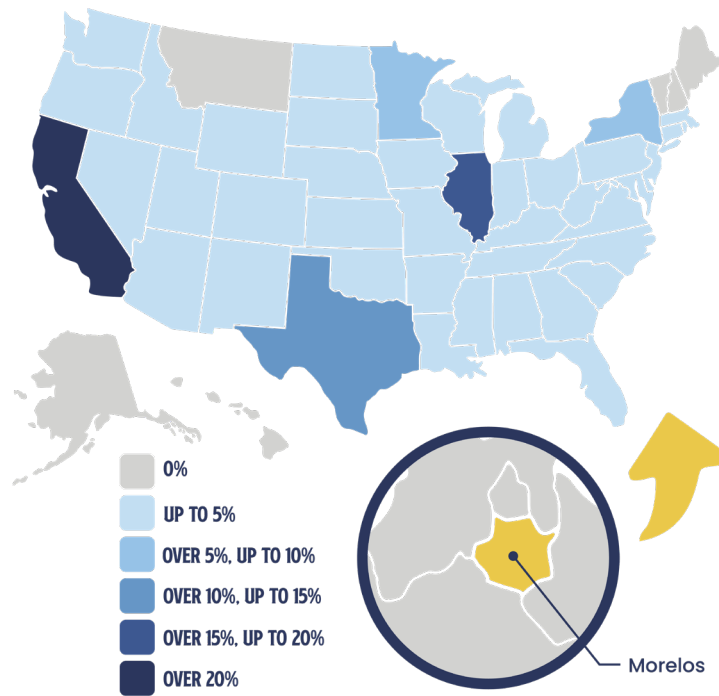 0%
UP TO 5%
OVER 5%, UP TO 10%
OVER 10%, UP TO 15%
OVER 15%, UP TO 20%
OVER 20%
Morelos